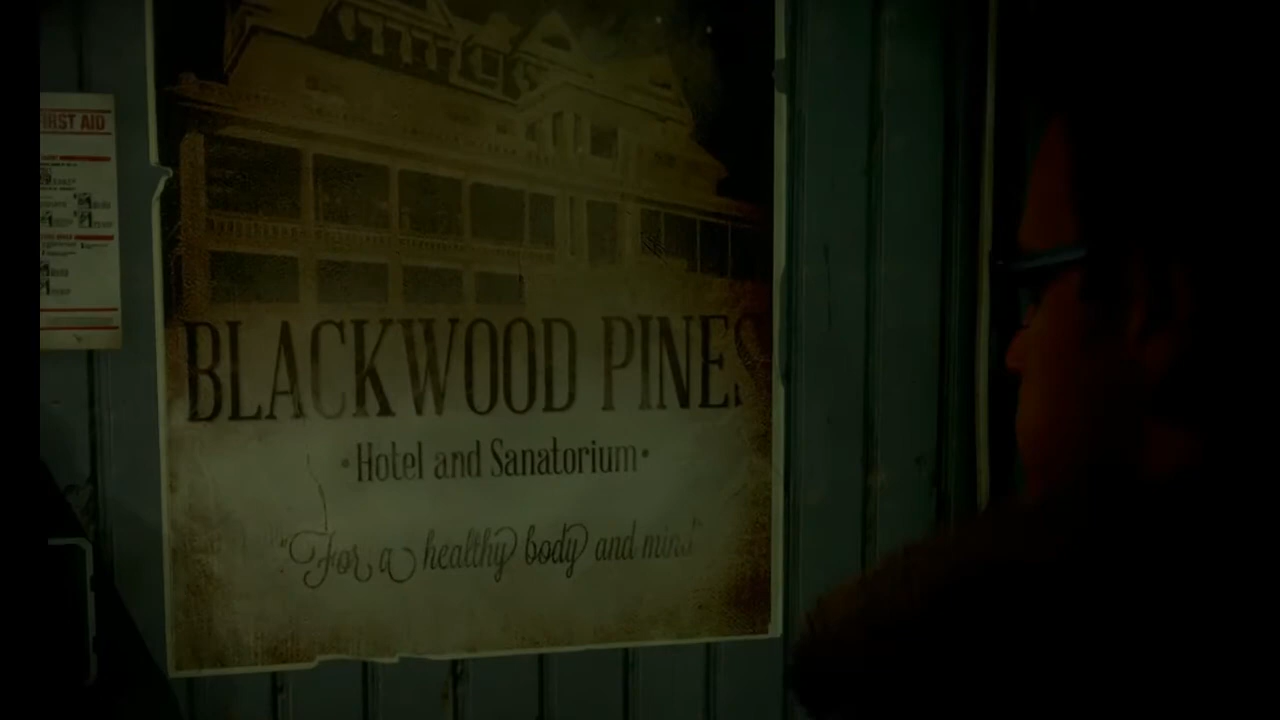 IRST AID
BLACKWOOD PINES
·Hotel and Sanatorium·
"For a healthy body and mind"